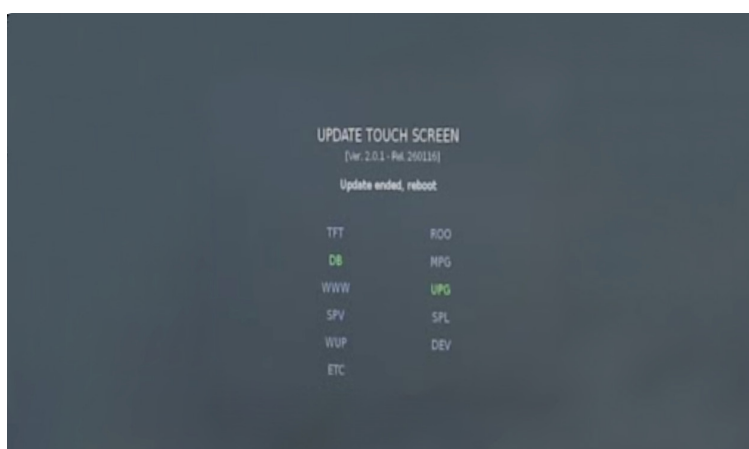 UPDATE TOUCH SCREEN
[Ver. 2.0.1 - Rel. 260116]
Update ended, reboot
TFT ROO
DB MPG
WWW UPG
SPV SPL
WUP DEV
ETC